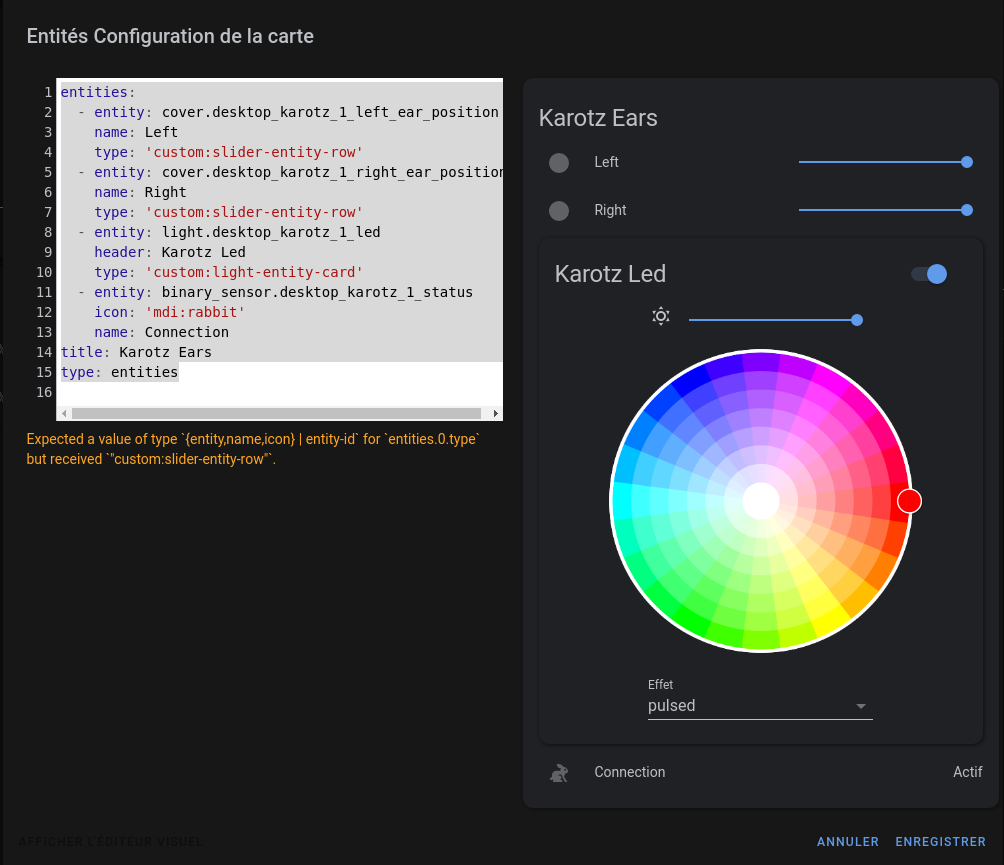 Entités Configuration de la carte
1 entities:
2   - entity: cover.desktop_karotz_1_left_ear_position
3     name: Left
4     type: 'custom:slider-entity-row'
5   - entity: cover.desktop_karotz_1_right_ear_position
6     name: Right
7     type: 'custom:slider-entity-row'
8   - entity: light.desktop_karotz_1_led
9     header: Karotz Led
10     type: 'custom:light-entity-card'
11   - entity: binary_sensor.desktop_karotz_1_status
12     icon: 'mdi:rabbit'
13     name: Connection
14 title: Karotz Ears
15 type: entities
16
Expected a value of type `{entity,name,icon} | entity-id` for `entities.0.type`
but received `"custom:slider-entity-row"`.
Karotz Ears
Left
Right
Karotz Led
Effet
pulsed
Connection Actif
AFFICHER L'ÉDITEUR VISUEL
ANNULER ENREGISTRER